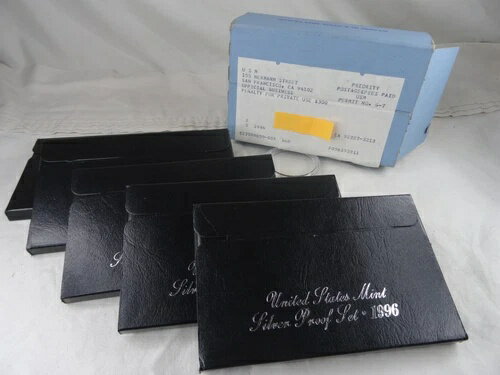 U S M
155 HERMANN STREET
SAN FRANCISCO, CA 94102
OFFICIAL BUSINESS
PENALTY FOR PRIVATE USE $300
PRIORITY
POSTAGE&FEES PAID
USM
PERMIT NO. G-7
1996
United States Mint
Silver Proof Set • 1996